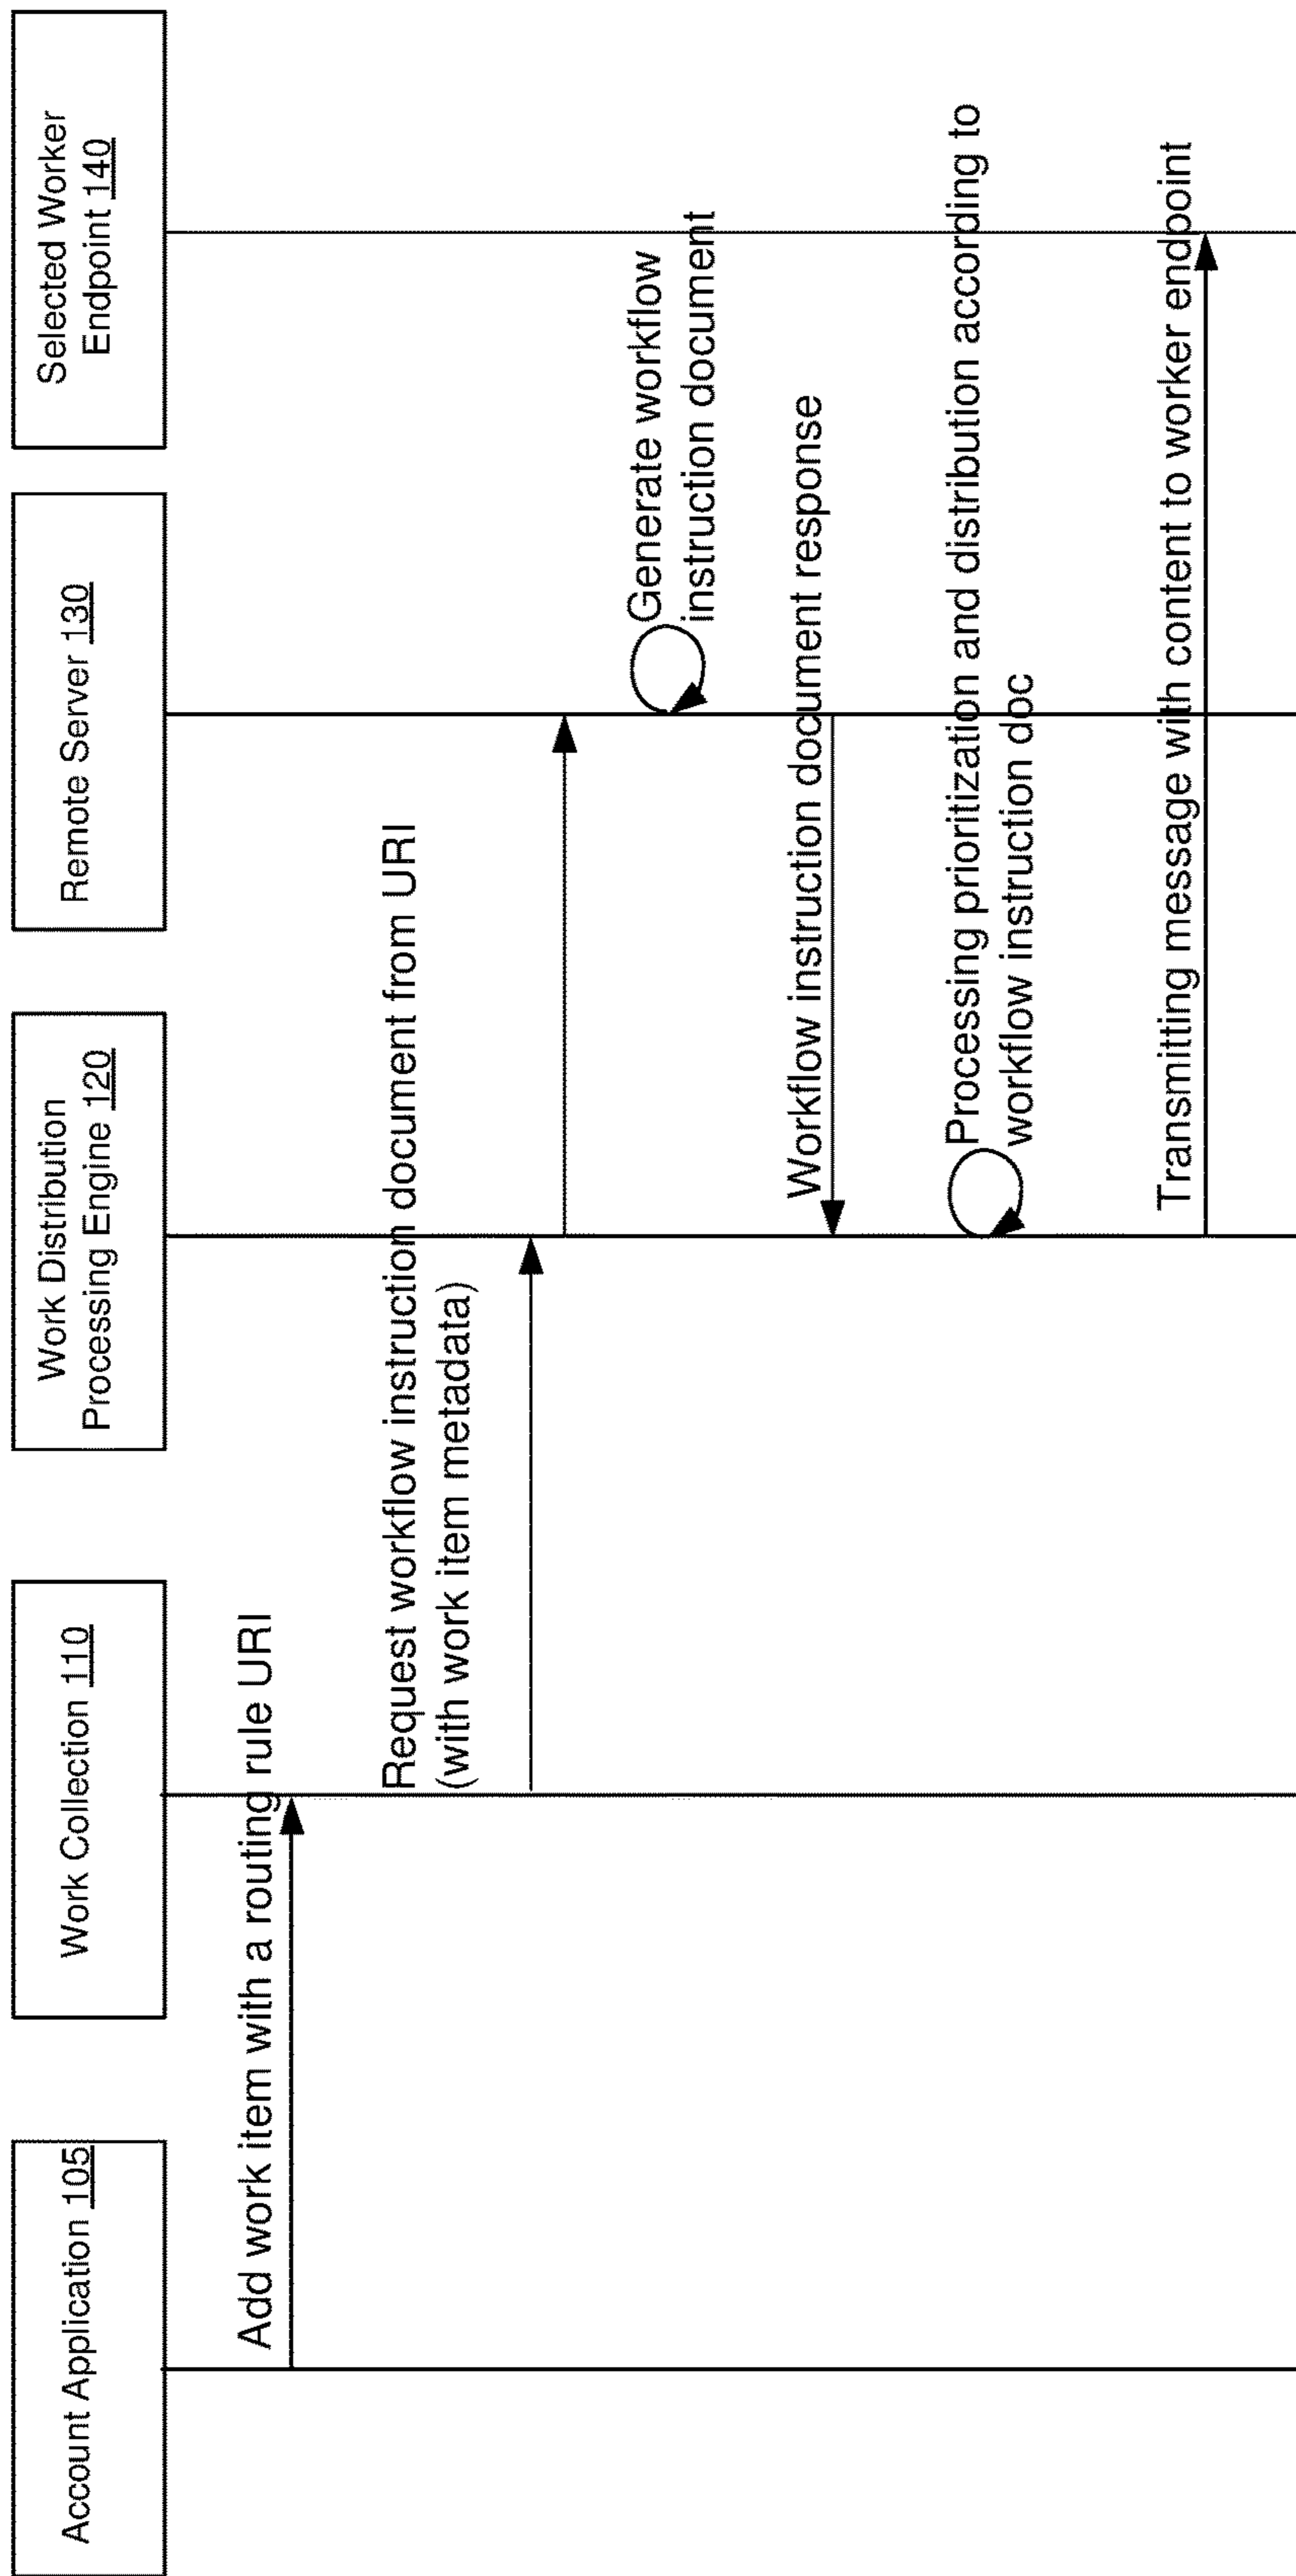 Account Application 105
Work Collection 110
Work Distribution
Processing Engine 120
Remote Server 130
Selected Worker
Endpoint 140
Add work item with a routing rule URI
Request workflow instruction document from URI
(with work item metadata)
Generate workflow
instruction document
Workflow instruction document response
Processing prioritization and distribution according to
workflow instruction doc
Transmitting message with content to worker endpoint